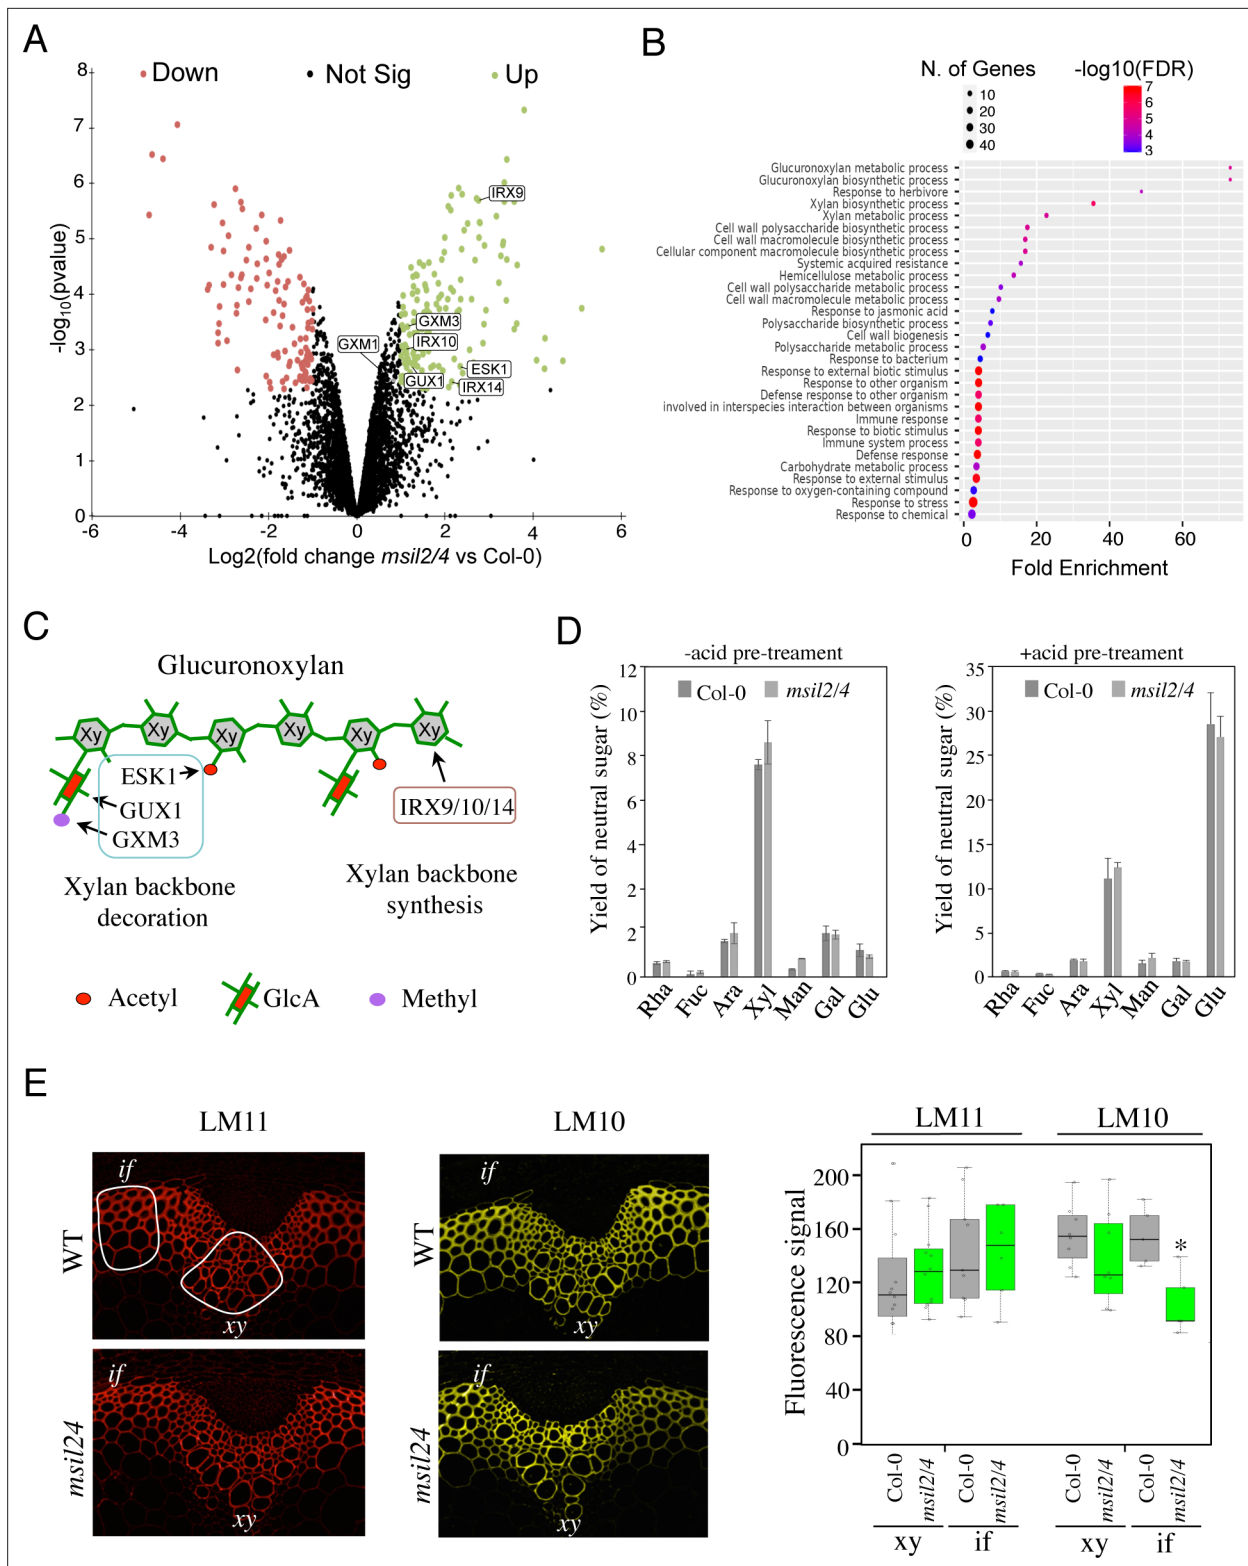 A
Down
Not Sig
Up
8
7
6
5
4
3
2
1
0
-log10(pvalue)
IRX9
GXM3
IRX10
GXM1
ESK1
GUX1
IRX14
-6
-4
-2
0
2
4
6
Log2(fold change msil2/4 vs Col-0)
B
N. of Genes
10
20
30
40
-log10(FDR)
7
6
5
4
3
Glucuronoxylan metabolic process
Glucuronoxylan biosynthetic process
Response to herbivore
Xylan biosynthetic process
Xylan metabolic process
Cell wall polysaccharide biosynthetic process
Cell wall macromolecule biosynthetic process
Cellular component macromolecule biosynthetic process
Systemic acquired resistance
Hemicellulose metabolic process
Cell wall polysaccharide metabolic process
Cell wall macromolecule metabolic process
Response to jasmonic acid
Polysaccharide biosynthetic process
Cell wall biogenesis
Polysaccharide metabolic process
Response to bacterium
Response to external biotic stimulus
Response to other organism
Defense response to other organism
involved in interspecies interaction between organisms
Immune response
Response to biotic stimulus
Immune system process
Defense response
Carbohydrate metabolic process
Response to external stimulus
Response to oxygen-containing compound
Response to stress
Response to chemical
0
20
40
60
Fold Enrichment
C
Glucuronoxylan
Xy
Xy
Xy
Xy
Xy
Xy
ESK1
GUX1
GXM3
IRX9/10/14
Xylan backbone
decoration
Xylan backbone
synthesis
Acetyl
GlcA
Methyl
D
-acid pre-treament
Col-0
msil2/4
12
10
8
6
4
2
2
0
Yield of neutral sugar (%)
Rha
Fuc
Ara
Xyl
Man
Gal
Glu
+acid pre-treament
Col-0
msil2/4
35
30
25
20
15
10
5
0
Yield of neutral sugar (%)
Rha
Fuc
Ara
Xyl
Man
Gal
Glu
E
LM11
LM10
WT
if
xy
WT
if
xy
msil24
if
xy
msil24
if
xy
LM11
LM10
200
160
120
80
40
0
Fluorescence signal
*
Col-0
msil2/4
Col-0
msil2/4
Col-0
msil2/4
Col-0
msil2/4
xy
if
xy
if